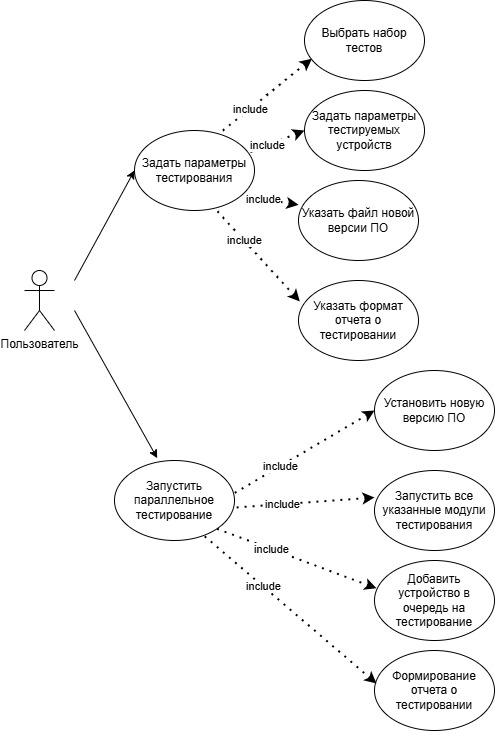 Выбрать набор
тестов
include
Задать параметры
тестируемых
устройств
include
Задать параметры
тестирования
include
Указать файл новой
версии ПО
include
Указать формат
отчета о
тестировании
Пользователь
Установить новую
версию ПО
include
Запустить
параллельное
тестирование
include
Запустить все
указанные модули
тестирования
include
Добавить
устройство в
очередь на
тестирование
include
Формирование
отчета о
тестировании